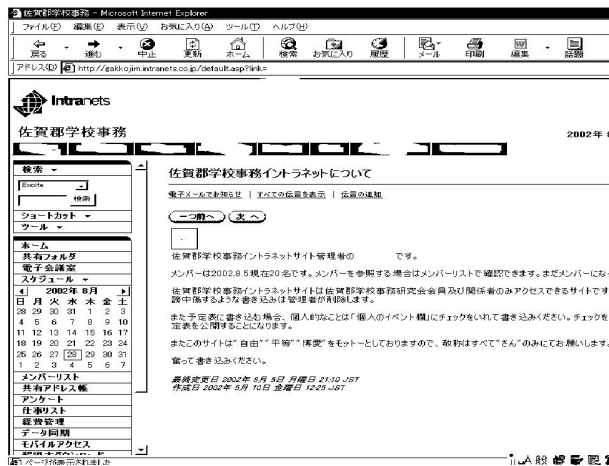 佐賀郡学校事務 - Microsoft Internet Explorer
ファイル(F) 編集(E) 表示(V) お気に入り(A) ツール(T) ヘルプ(H)
戻る 進む 中止 更新 ホーム 検索 お気に入り 履歴 メール 印刷 編集 話題
アドレス(D) http://gakkojim.intranets.co.jp/default.asp?link=
Intranets
佐賀郡学校事務
2002年 8
検索
Excite
検索
ショートカット
ツール
ホーム
共有フォルダ
電子会議室
スケジュール
2002年 8月
日 月 火 水 木 金 土
28 29 30 31 1 2 3
4 5 6 7 8 9 10
11 12 13 14 15 16 17
18 19 20 21 22 23 24
25 26 27 28 29 30 31
1 2 3 4 5 6 7
メンバーリスト
共有アドレス帳
アンケート
仕事リスト
経費管理
データ同期
モバイルアクセス
佐賀郡学校事務イントラネットについて
電子メールでお知らせ | すべての伝言を表示 | 伝言の追加
一つ前へ 次 へ
佐賀郡学校事務イントラネットサイト管理者の です。
メンバーは2002.8.5現在20名です。メンバーを参照する場合はメンバーリストで確認できます。まだメンバーにな
佐賀郡学校事務イントラネットサイトは佐賀郡学校事務研究会会員及び関係者のみアクセスできるサイトです
謗中傷するような書き込みは管理者が削除します。
また予定表に書き込む場合、個人的なことは「個人のイベント欄」にチェックをいれて書き込みください。チェックを
定表を公開することになります。
またこのサイトは"自由""平等""博愛"をモットーとしておりますので、敬称はすべて"さん"のみにてお願いします。
奮って書き込みください。
最終変更日 2002年 8月 5日 月曜日 21:10 JST
作成日 2002年 5月 10日 金曜日 12:25 JST
ページが表示されました
A 般